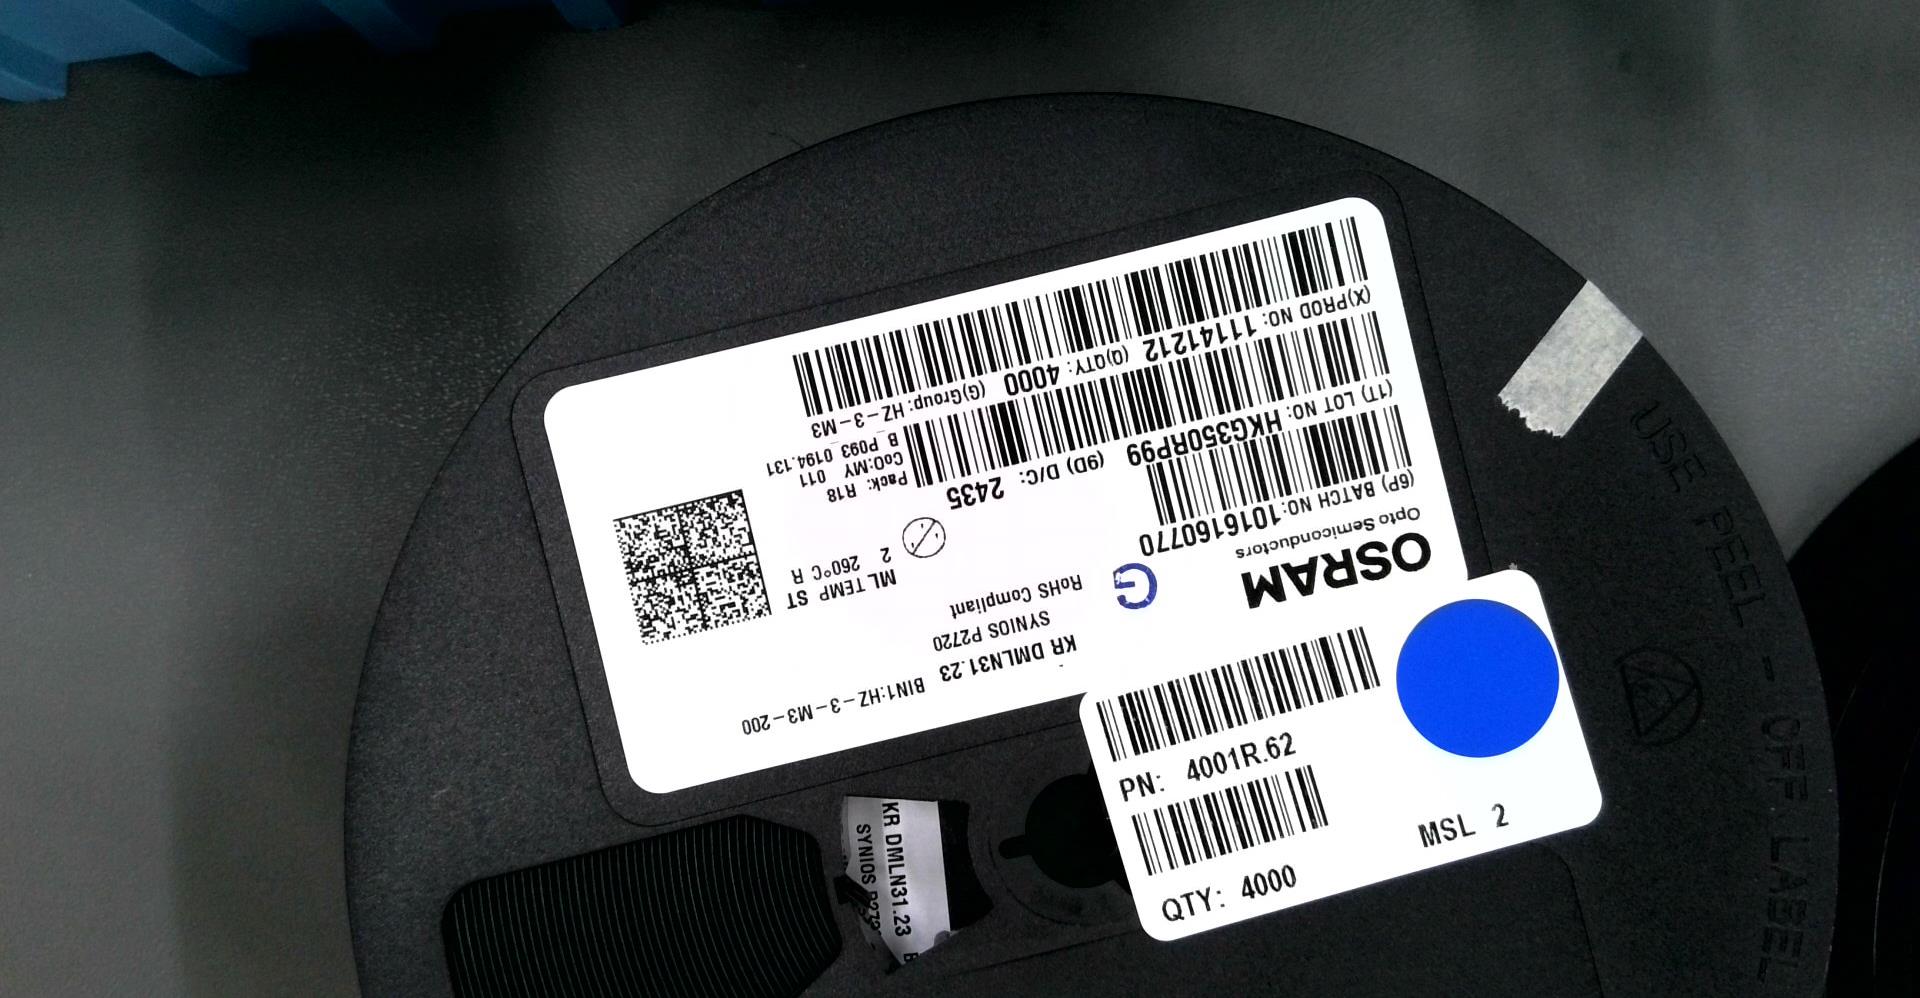 OSRAM
Opto Semiconductors
(6P) BATCH NO:1016160770
(1T) LOT NO: HKG350RP99 (9D) D/C: 2435
(X)PROD NO: 11141212 (Q)QTY: 4000 (G)Group: HZ-3-M3
G
KR DMLN31.23 BIN1:HZ-3-M3-200
SYNIOS P2720
RoHS Compliant
ML TEMP ST
2 260°C R
Pack: R18
CoO:MY 011
B_P093_0194.131
PN: 4001R.62
QTY: 4000
MSL 2
KR DMLN31.23
SYNIOS
USE PEEL - OFF LABEL